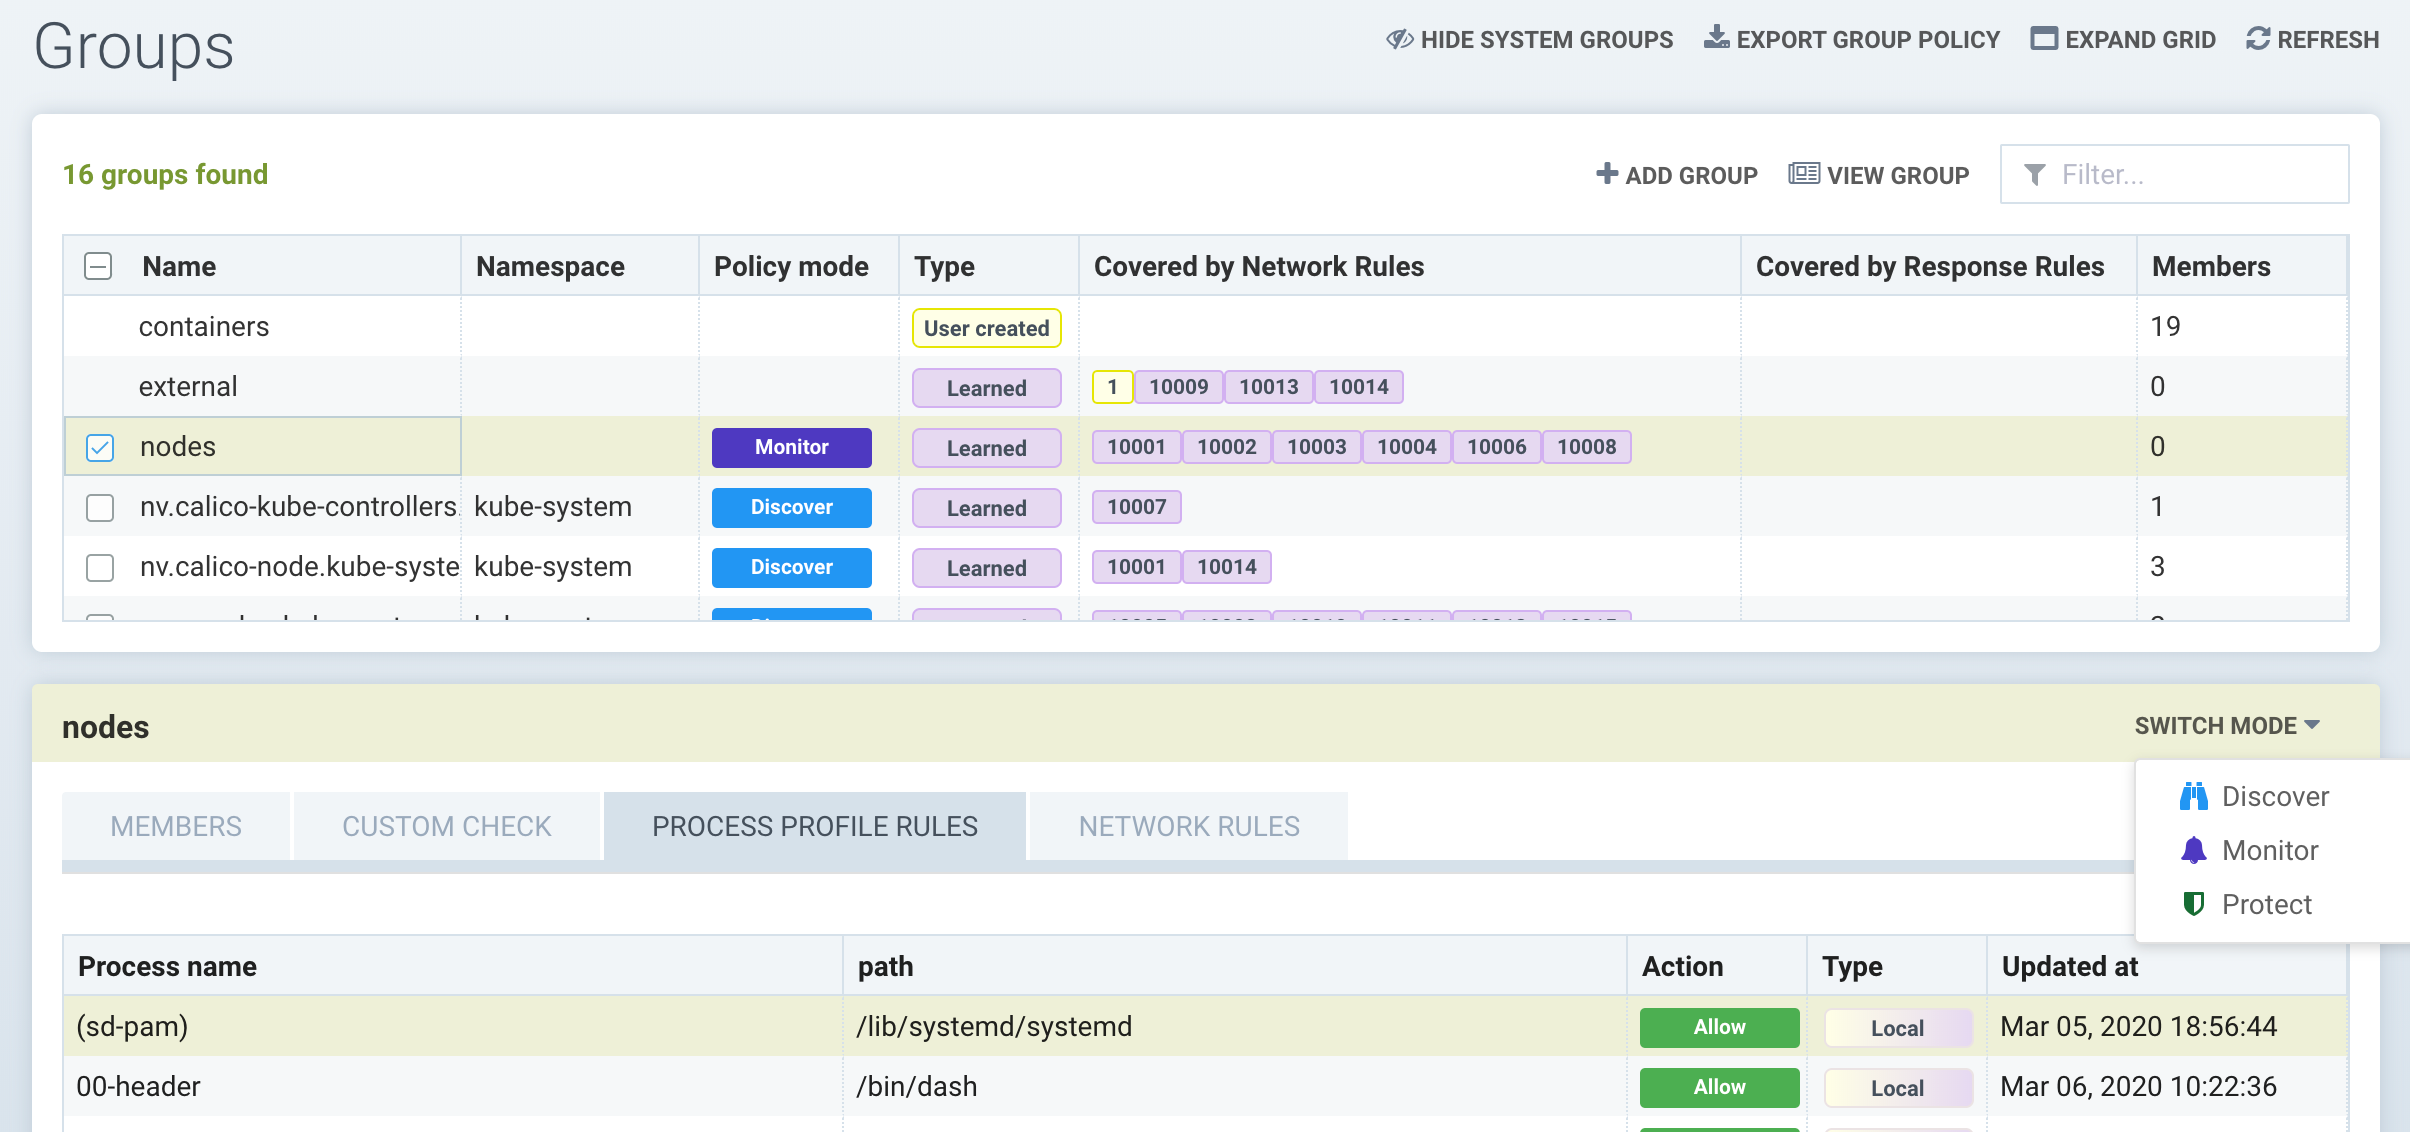 Groups
HIDE SYSTEM GROUPS EXPORT GROUP POLICY EXPAND GRID REFRESH
16 groups found
ADD GROUP VIEW GROUP Filter...
Name Namespace Policy mode Type Covered by Network Rules Covered by Response Rules Members
containers User created 19
external Learned 1 10009 10013 10014 0
nodes Monitor Learned 10001 10002 10003 10004 10006 10008 0
nv.calico-kube-controllers. kube-system Discover Learned 10007 1
nv.calico-node.kube-syste kube-system Discover Learned 10001 10014 3
nodes
SWITCH MODE
Discover
Monitor
Protect
MEMBERS CUSTOM CHECK PROCESS PROFILE RULES NETWORK RULES
Process name path Action Type Updated at
(sd-pam) /lib/systemd/systemd Allow Local Mar 05, 2020 18:56:44
00-header /bin/dash Allow Local Mar 06, 2020 10:22:36